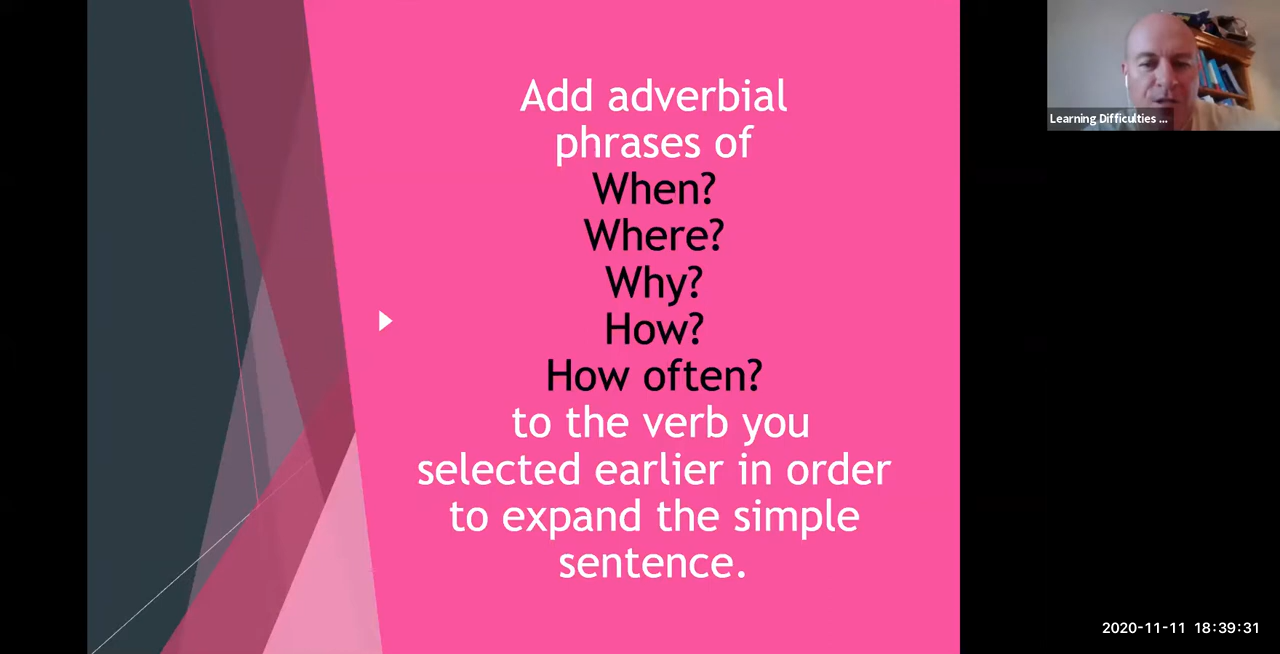 Add adverbial
phrases of
When?
Where?
Why?
How?
How often?
to the verb you
selected earlier in order
to expand the simple
sentence.
Learning Difficulties ...
2020-11-11 18:39:31